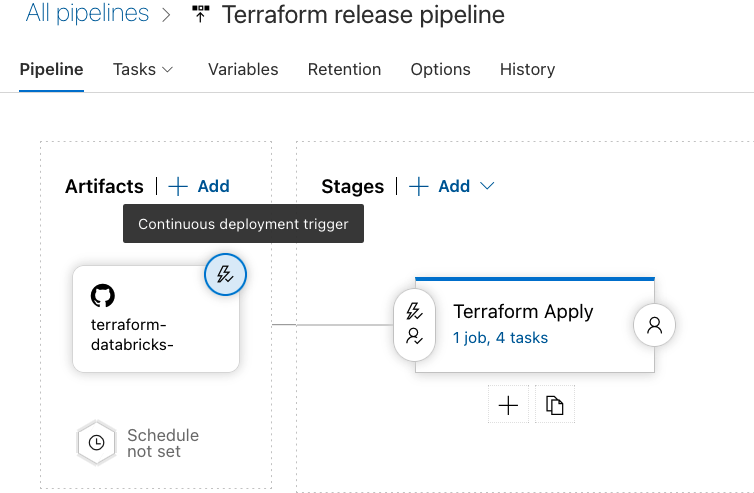 All pipelines > Terraform release pipeline
Pipeline Tasks Variables Retention Options History
Artifacts | + Add
Stages | + Add
Continuous deployment trigger
terraform-
databricks-
Terraform Apply
1 job, 4 tasks
Schedule
not set